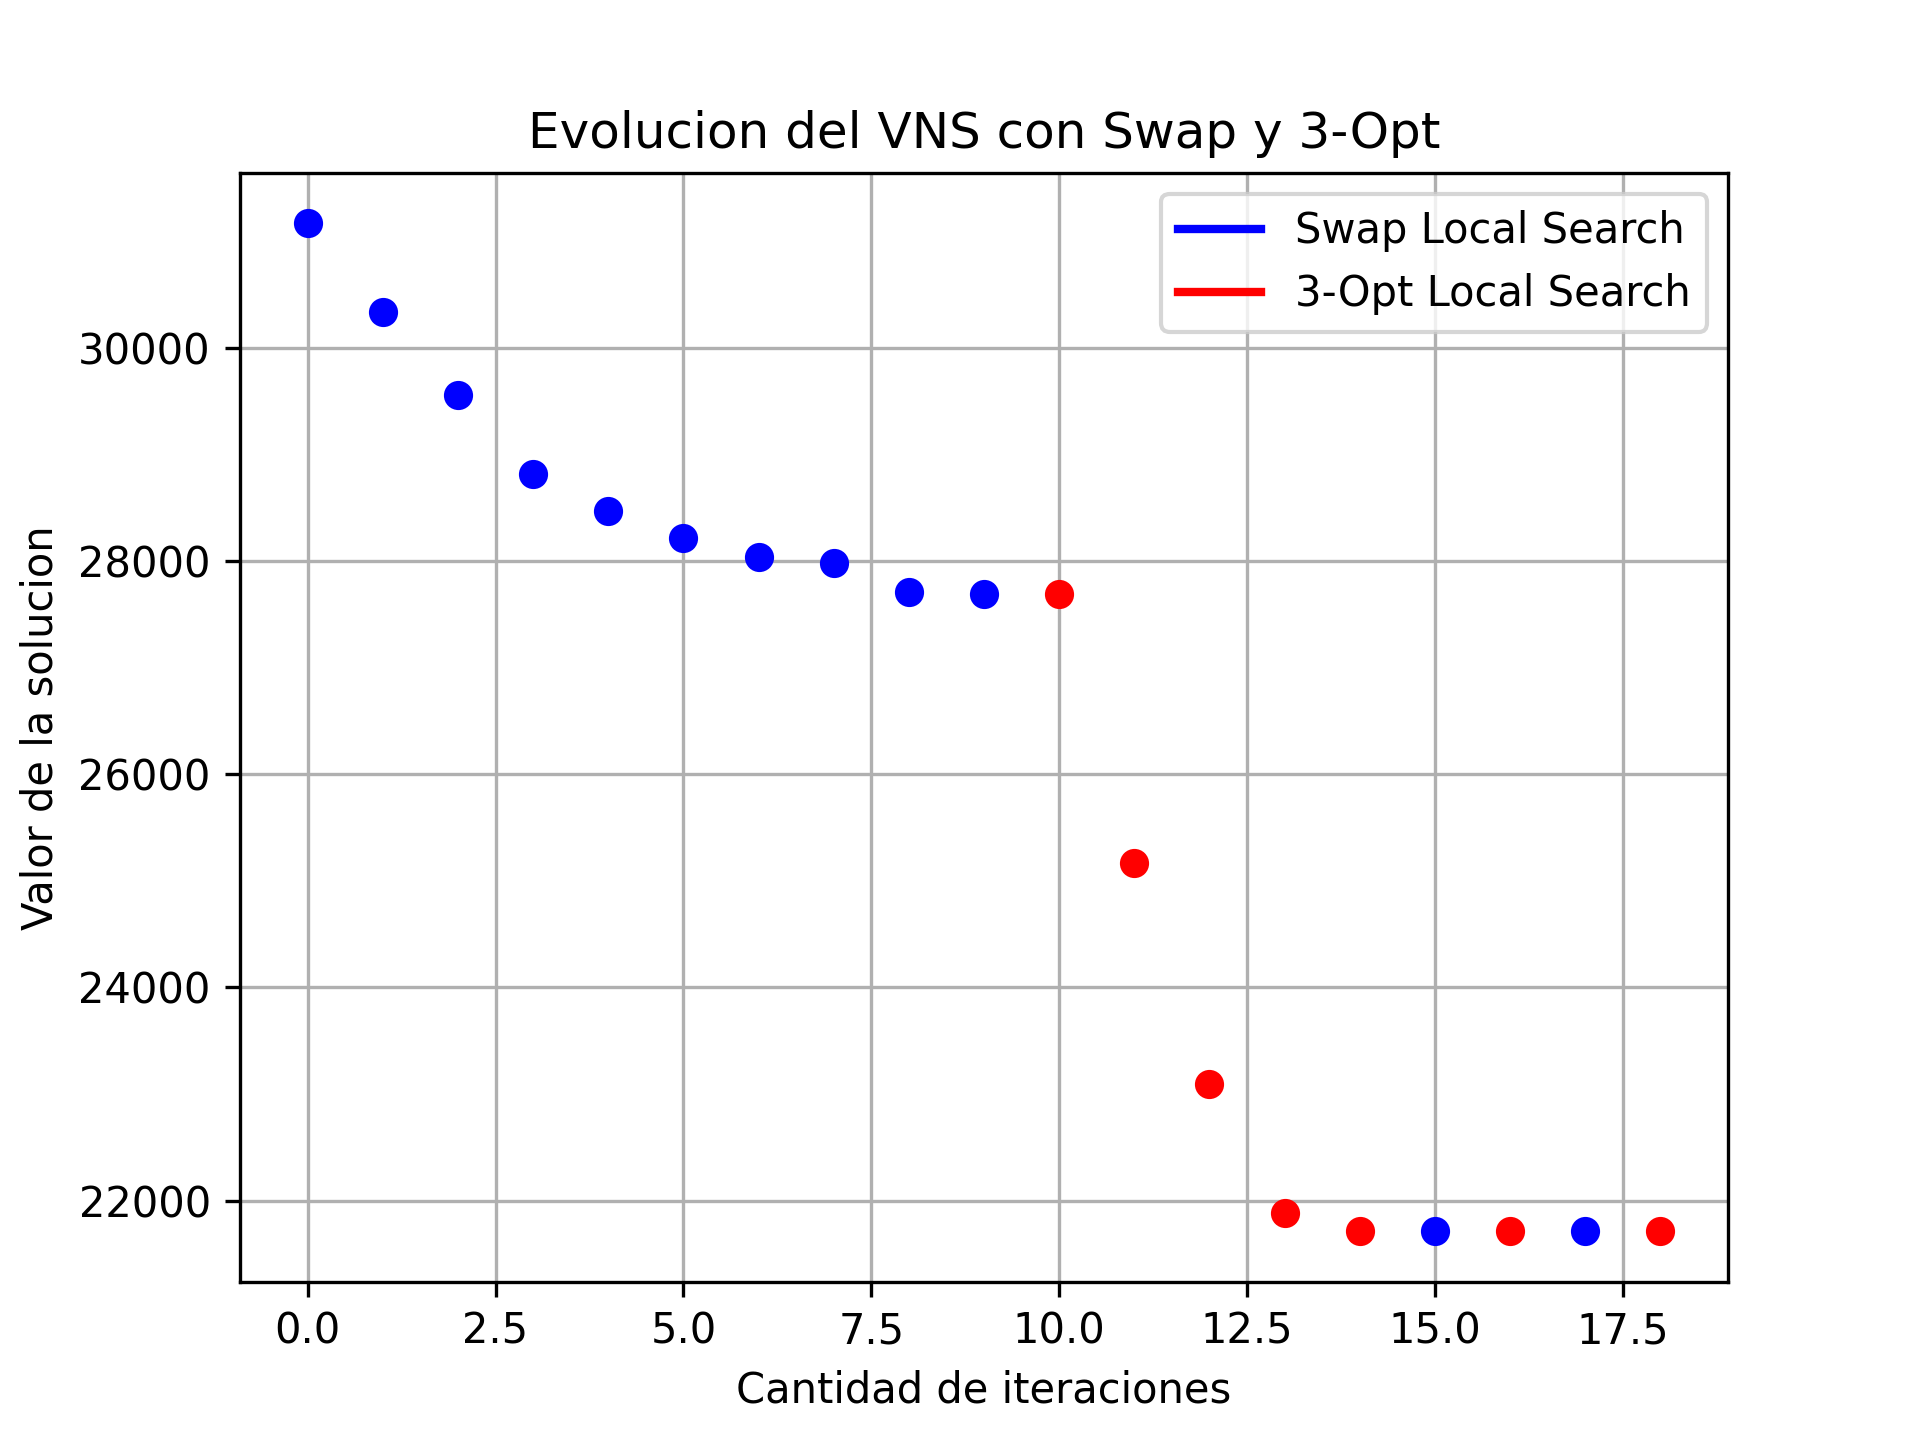 Evolucion del VNS con Swap y 3-Opt
Swap Local Search
3-Opt Local Search
Valor de la solucion
30000
28000
26000
24000
22000
0.0 2.5 5.0 7.5 10.0 12.5 15.0 17.5
Cantidad de iteraciones